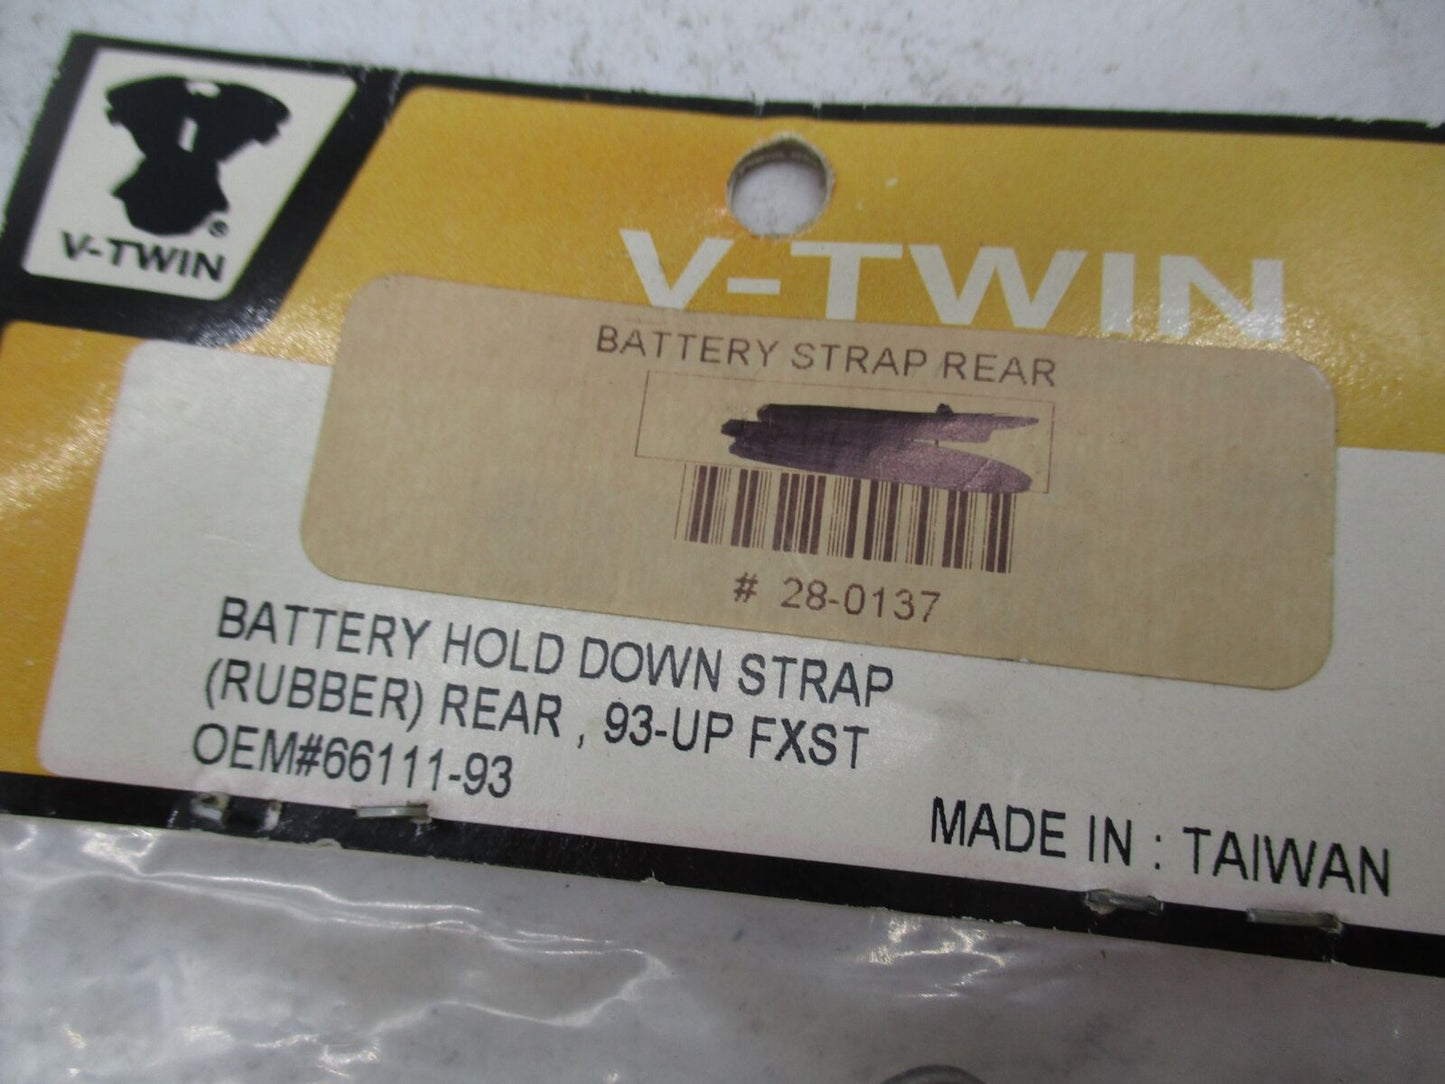 ®
V-TWIN
V-TWIN
BATTERY STRAP REAR
# 28-0137
BATTERY HOLD DOWN STRAP
(RUBBER) REAR , 93-UP FXST
OEM#66111-93
MADE IN : TAIWAN